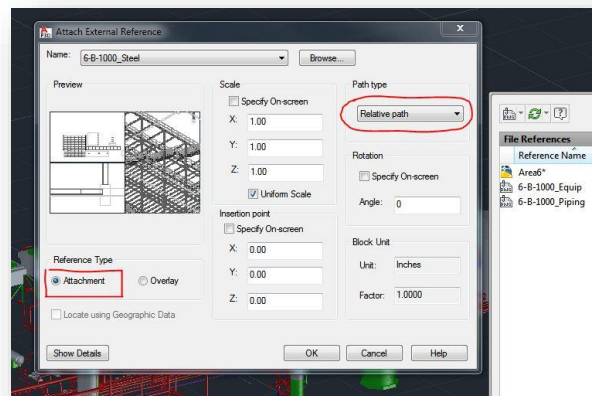 Attach External Reference
Name: 6-B-1000_Steel Browse...
Preview
Scale
Specify On-screen
X: 1.00
Y: 1.00
Z: 1.00
Uniform Scale
Path type
Relative path
Rotation
Specify On-screen
Angle: 0
Insertion point
Specify On-screen
X: 0.00
Y: 0.00
Z: 0.00
Block Unit
Unit: Inches
Factor: 1.0000
Reference Type
Attachment Overlay
Locate using Geographic Data
Show Details OK Cancel Help
File References
Reference Name
Area6*
6-B-1000_Equip
6-B-1000_Piping